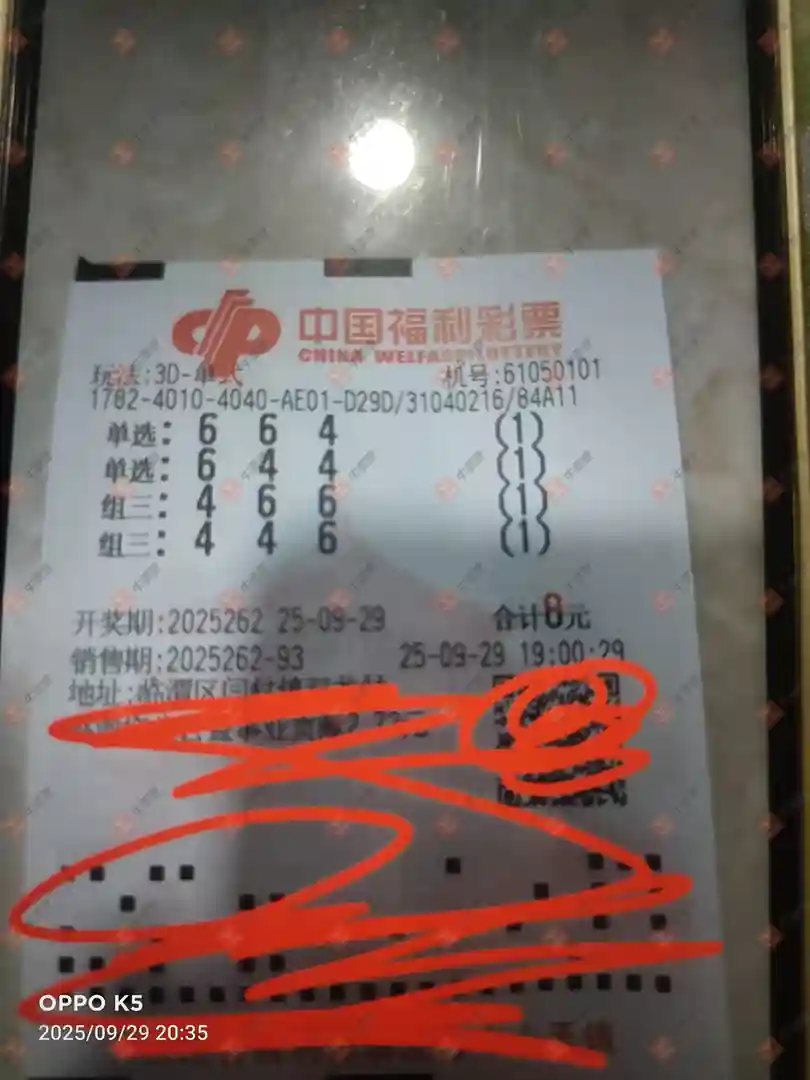 中国福利彩票
CHINA WELFARE LOTTERY
玩法:3D-单式 机号:61050101
1782-4010-4040-AE01-D29D/31040216/84A11
单选: 6 6 4 (1)
单选: 6 4 4 (1)
组三: 4 6 6 (1)
组三: 4 4 6 (1)
开奖期:2025262 25-09-29 合计8元
销售期:2025262-93 25-09-29 19:00:29
地址:临渭区
OPPO K5
2025/09/29 20:35